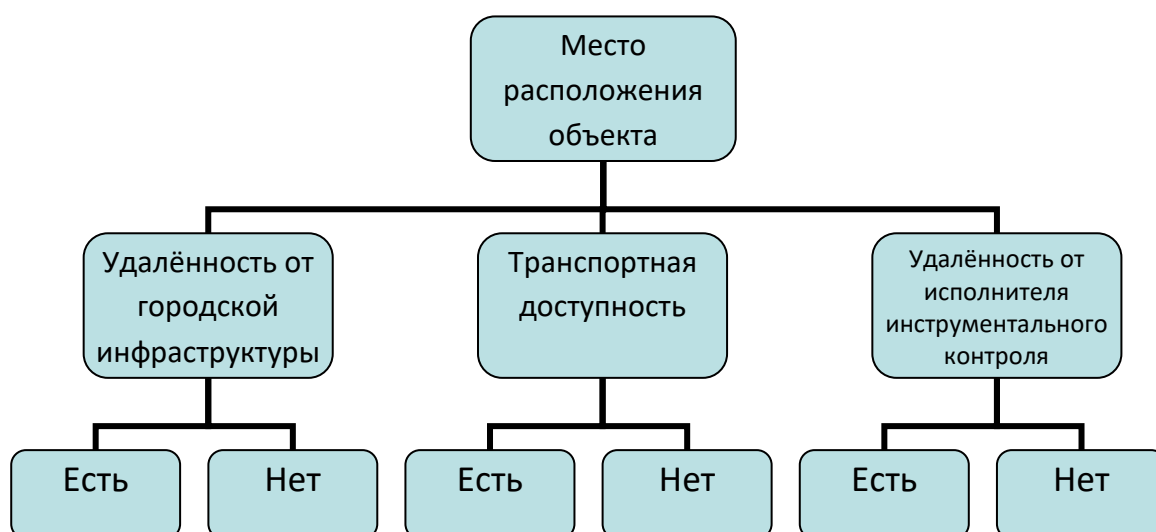 Место
расположения
объекта
Удалённость от
городской
инфраструктуры
Транспортная
доступность
Удалённость от
исполнителя
инструментального
контроля
Есть
Нет
Есть
Нет
Есть
Нет